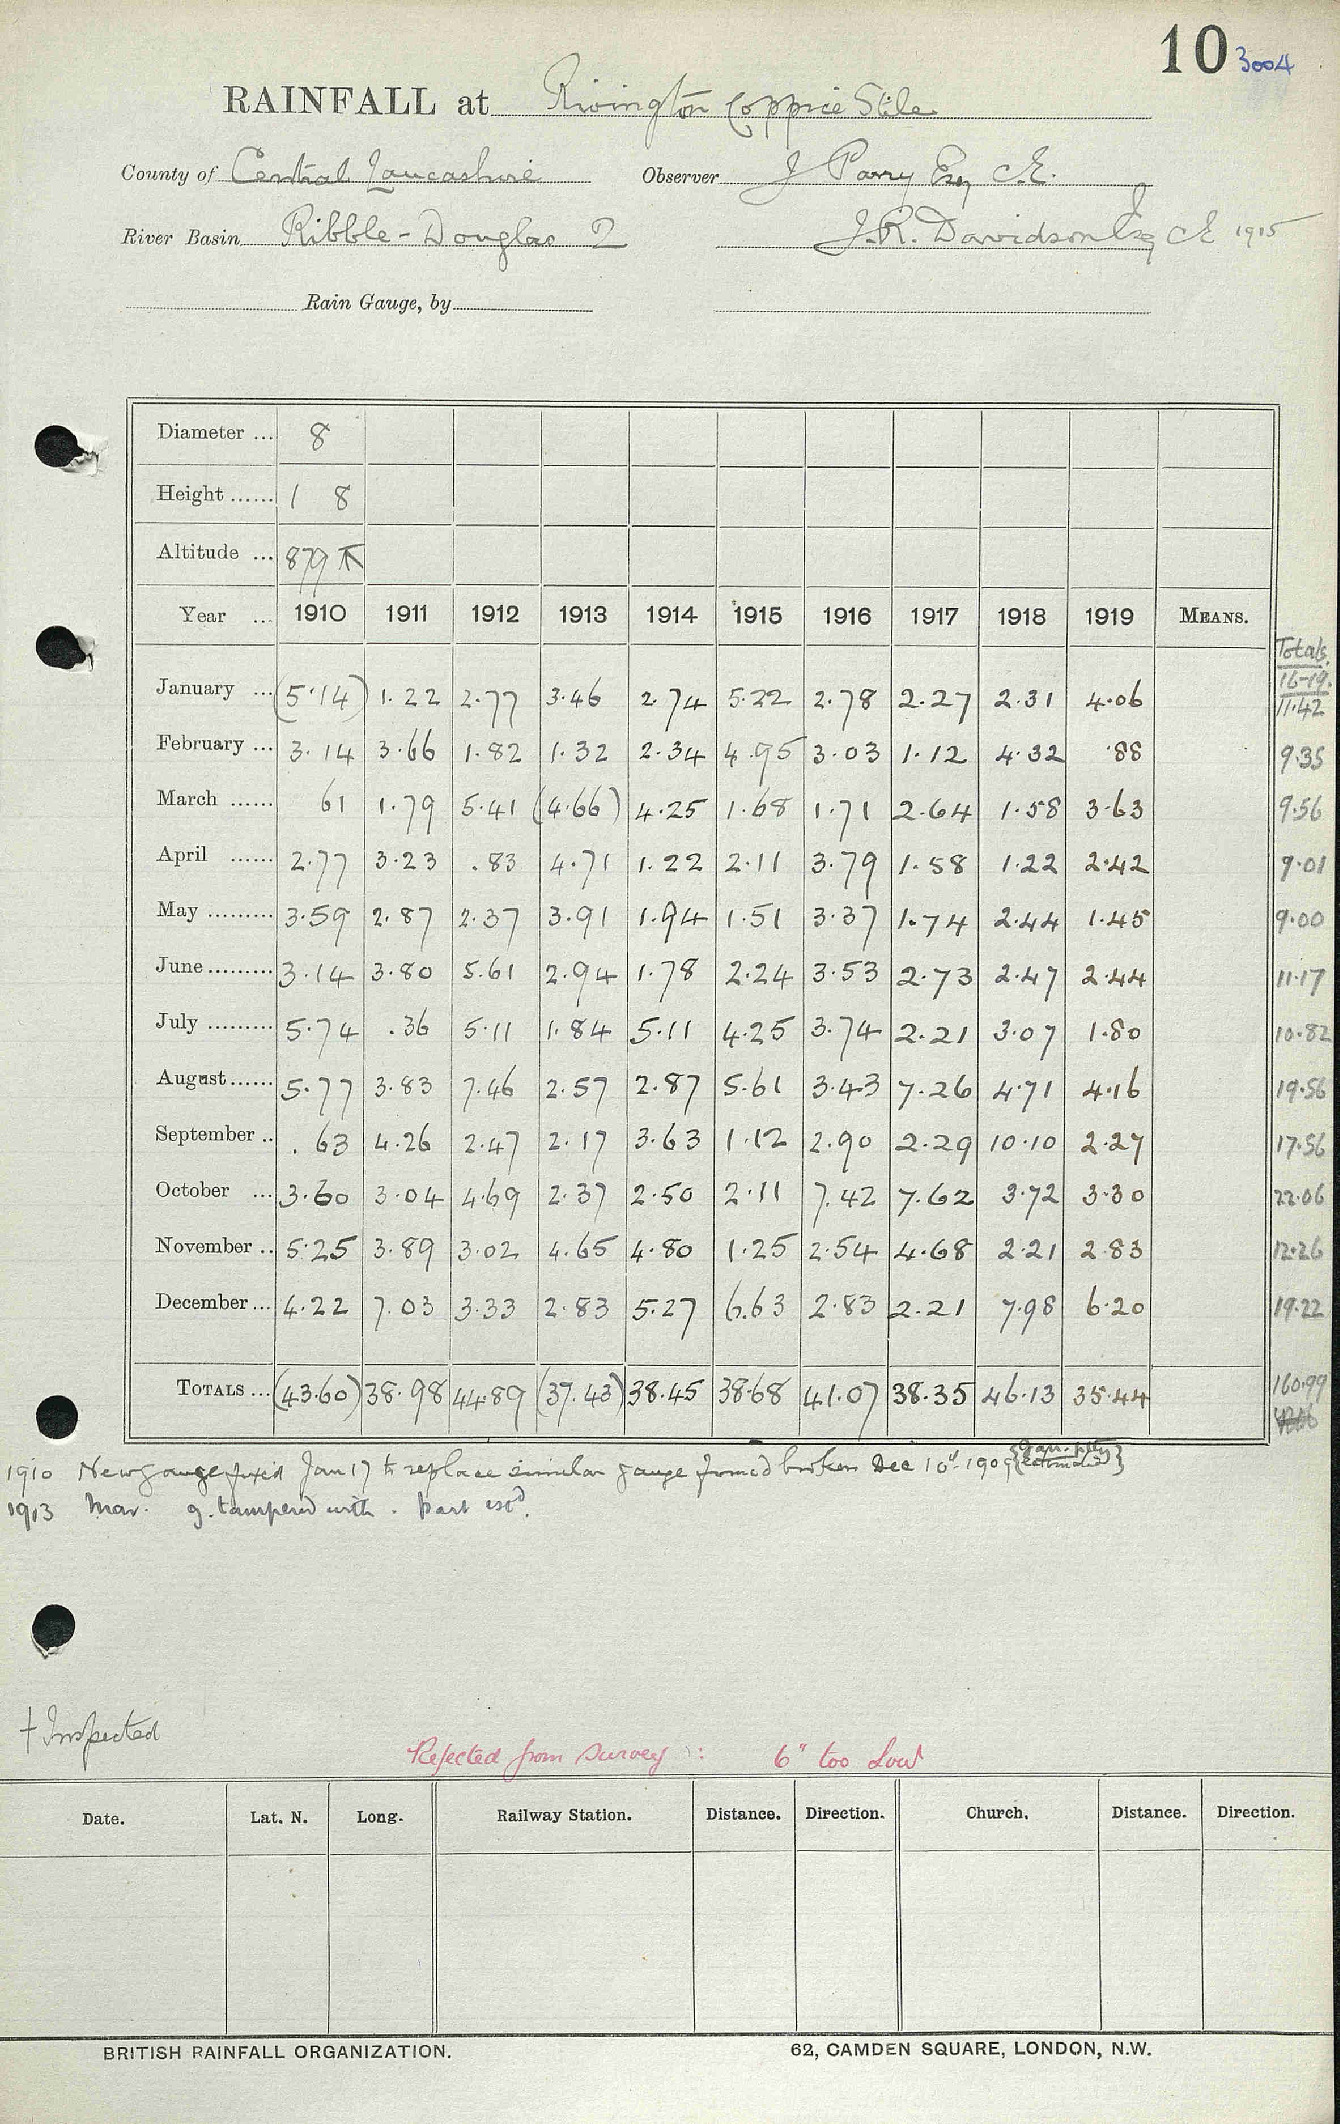 10 3004
RAINFALL at Rivington Coppice Stile
County of Central Lancashire Observer J Parry Esq C.E.
River Basin Ribble - Douglas 2 J.R. Davidson Esq CE 1915
Rain Gauge, by
Diameter ... 8
Height ...... 1 8
Altitude ... 879
Year ... 1910 1911 1912 1913 1914 1915 1916 1917 1918 1919 MEANS. Totals 16-19.
January ... (5.14) 1.22 2.77 3.46 2.74 5.22 2.78 2.27 2.31 4.06 11.42
February ... 3.14 3.66 1.82 1.32 2.34 4.95 3.03 1.12 4.32 .88 9.35
March ...... 61 1.79 5.41 (4.66) 4.25 1.68 1.71 2.64 1.58 3.63 9.56
April ...... 2.77 3.23 .83 4.71 1.22 2.11 3.79 1.58 1.22 2.42 9.01
May ......... 3.59 2.87 2.37 3.91 1.94 1.51 3.37 1.74 2.44 1.45 9.00
June ......... 3.14 3.80 5.61 2.94 1.78 2.24 3.53 2.73 2.47 2.44 11.17
July ......... 5.74 .36 5.11 1.84 5.11 4.25 3.74 2.21 3.07 1.80 10.82
August ...... 5.77 3.83 7.46 2.57 2.87 5.61 3.43 7.26 4.71 4.16 19.56
September .. .63 4.26 2.47 2.17 3.63 1.12 2.90 2.29 10.10 2.27 17.56
October ... 3.60 3.04 4.69 2.37 2.50 2.11 7.42 7.62 3.72 3.30 22.06
November .. 5.25 3.89 3.02 4.65 4.80 1.25 2.54 4.68 2.21 2.83 12.26
December ... 4.22 7.03 3.33 2.83 5.27 6.63 2.83 2.21 7.98 6.20 19.22
TOTALS ... (43.60) 38.98 44.89 (37.43) 38.45 38.68 41.07 38.35 46.13 35.44 160.99
1910 New gauge fixed Jan 17 to replace similar gauge found broken Dec 10th 1909 {Jan. ptly estimated}
1913 Mar. g. tampered with. part estd.
† Inspected
Rejected from Survey : 6" too low
Date. Lat. N. Long. Railway Station. Distance. Direction. Church. Distance. Direction.
BRITISH RAINFALL ORGANIZATION. 62, CAMDEN SQUARE, LONDON, N.W.